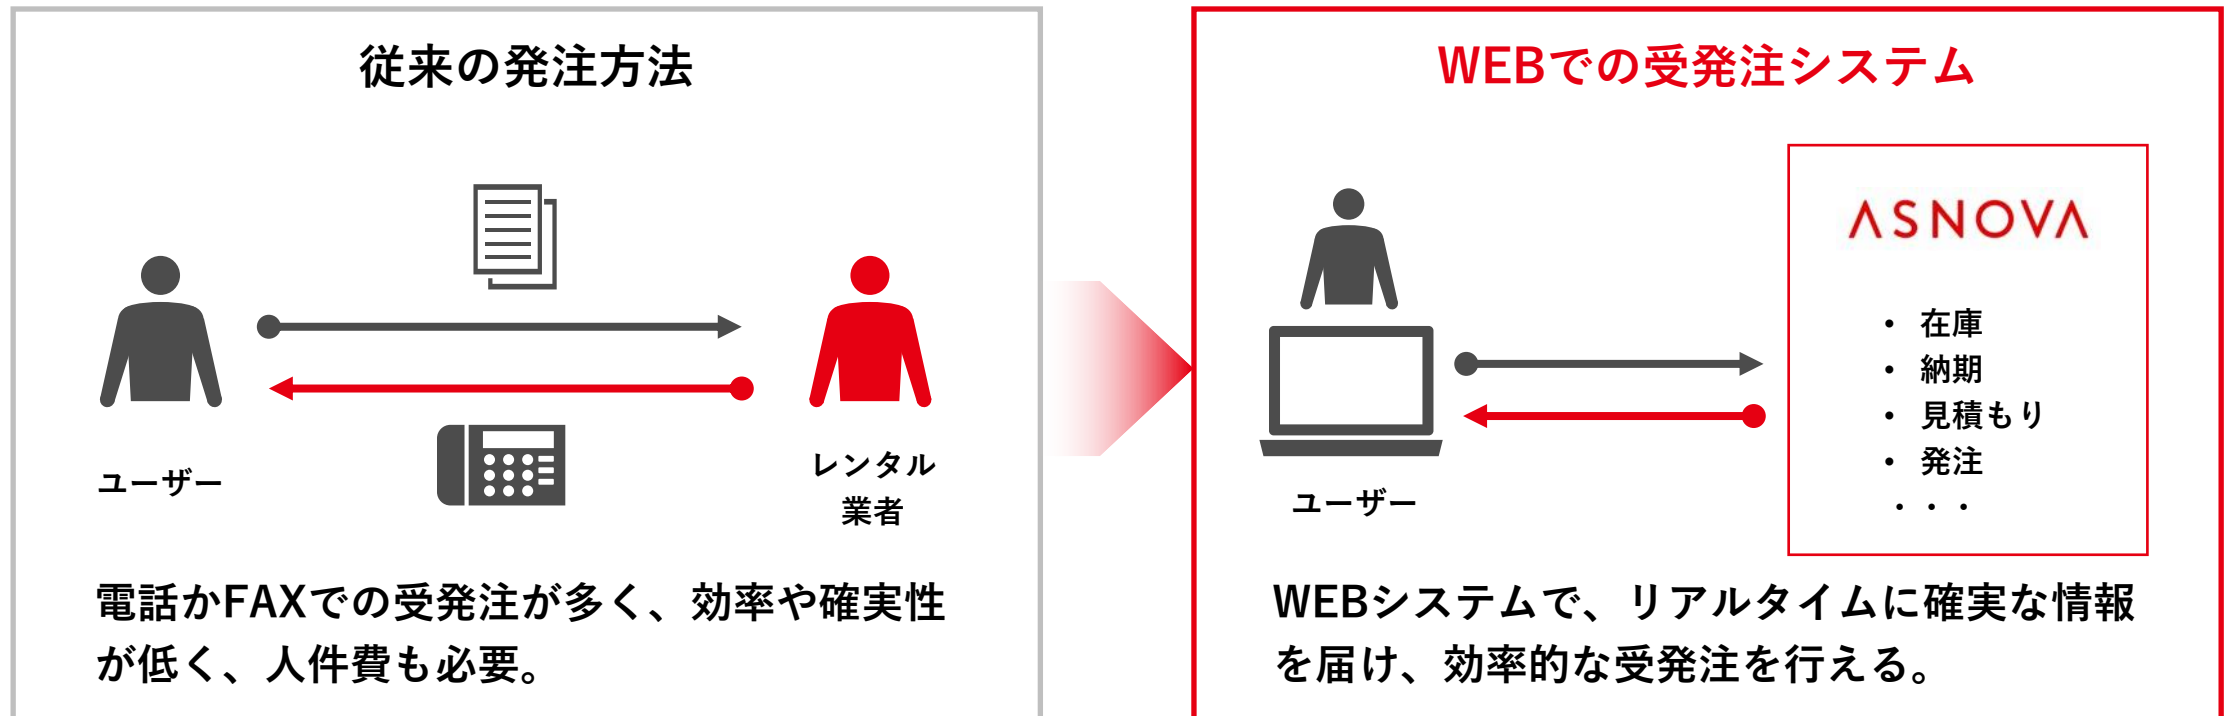 従来の発注方法
ユーザー
レンタル
業者
電話かFAXでの受発注が多く、効率や確実性
が低く、人件費も必要。
WEBでの受発注システム
ユーザー
ASNOVA
• 在庫
• 納期
• 見積もり
• 発注
・・・
WEBシステムで、リアルタイムに確実な情報
を届け、効率的な受発注を行える。